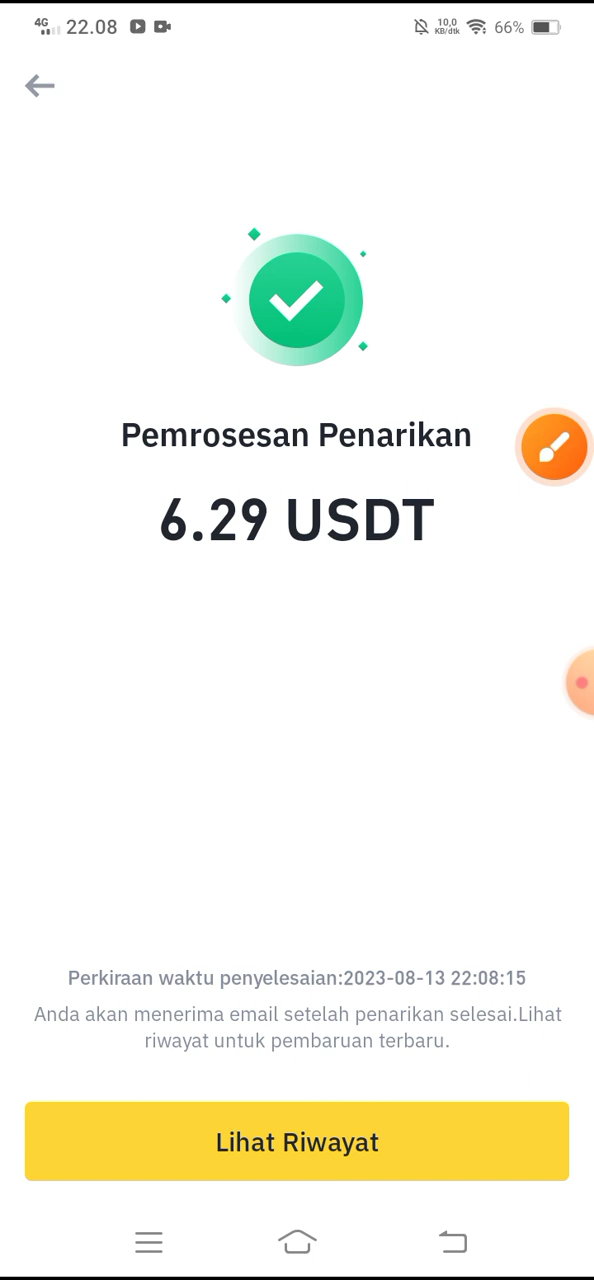 4G 22.08 10,0 KB/dtk 66%
Pemrosesan Penarikan
6.29 USDT
Perkiraan waktu penyelesaian:2023-08-13 22:08:15
Anda akan menerima email setelah penarikan selesai.Lihat
riwayat untuk pembaruan terbaru.
Lihat Riwayat